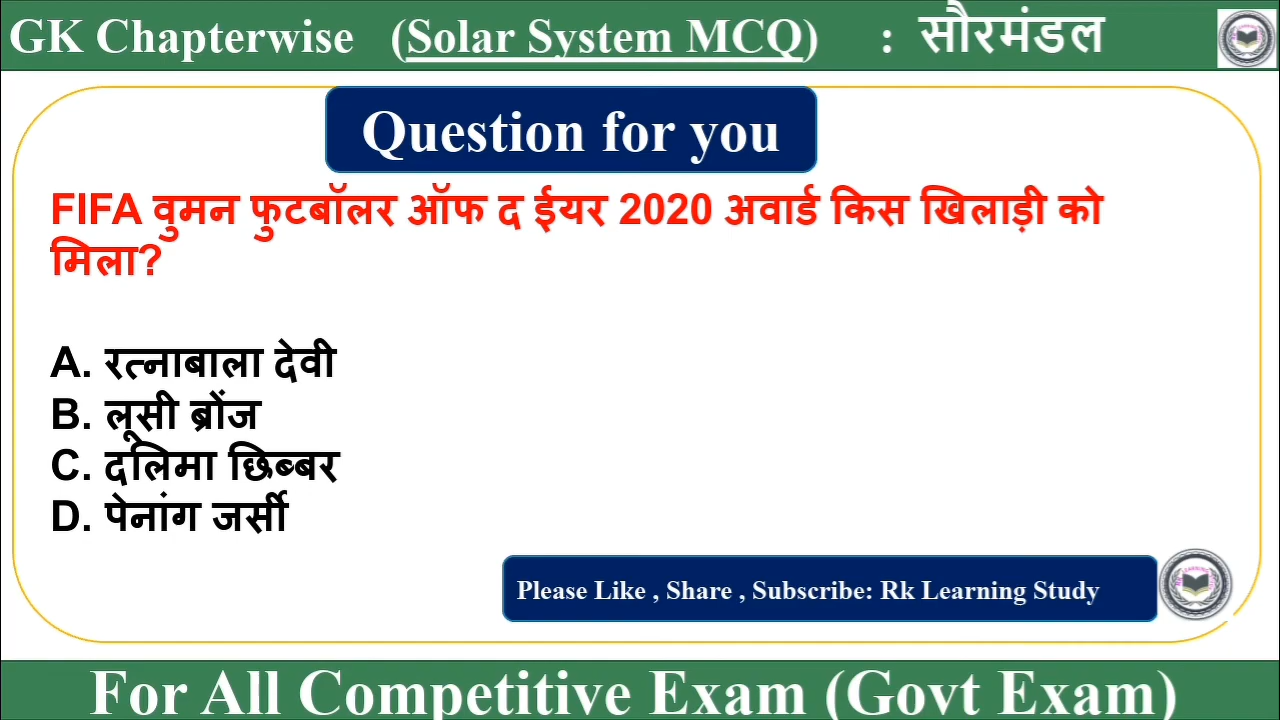 GK Chapterwise (Solar System MCQ) : सौरमंडल
Question for you
FIFA वुमन फुटबॉलर ऑफ द ईयर 2020 अवार्ड किस खिलाड़ी को
मिला?
A. रत्नाबाला देवी
B. लूसी ब्रोंज
C. दलिमा छिब्बर
D. पेनांग जर्सी
Please Like , Share , Subscribe: Rk Learning Study
For All Competitive Exam (Govt Exam)